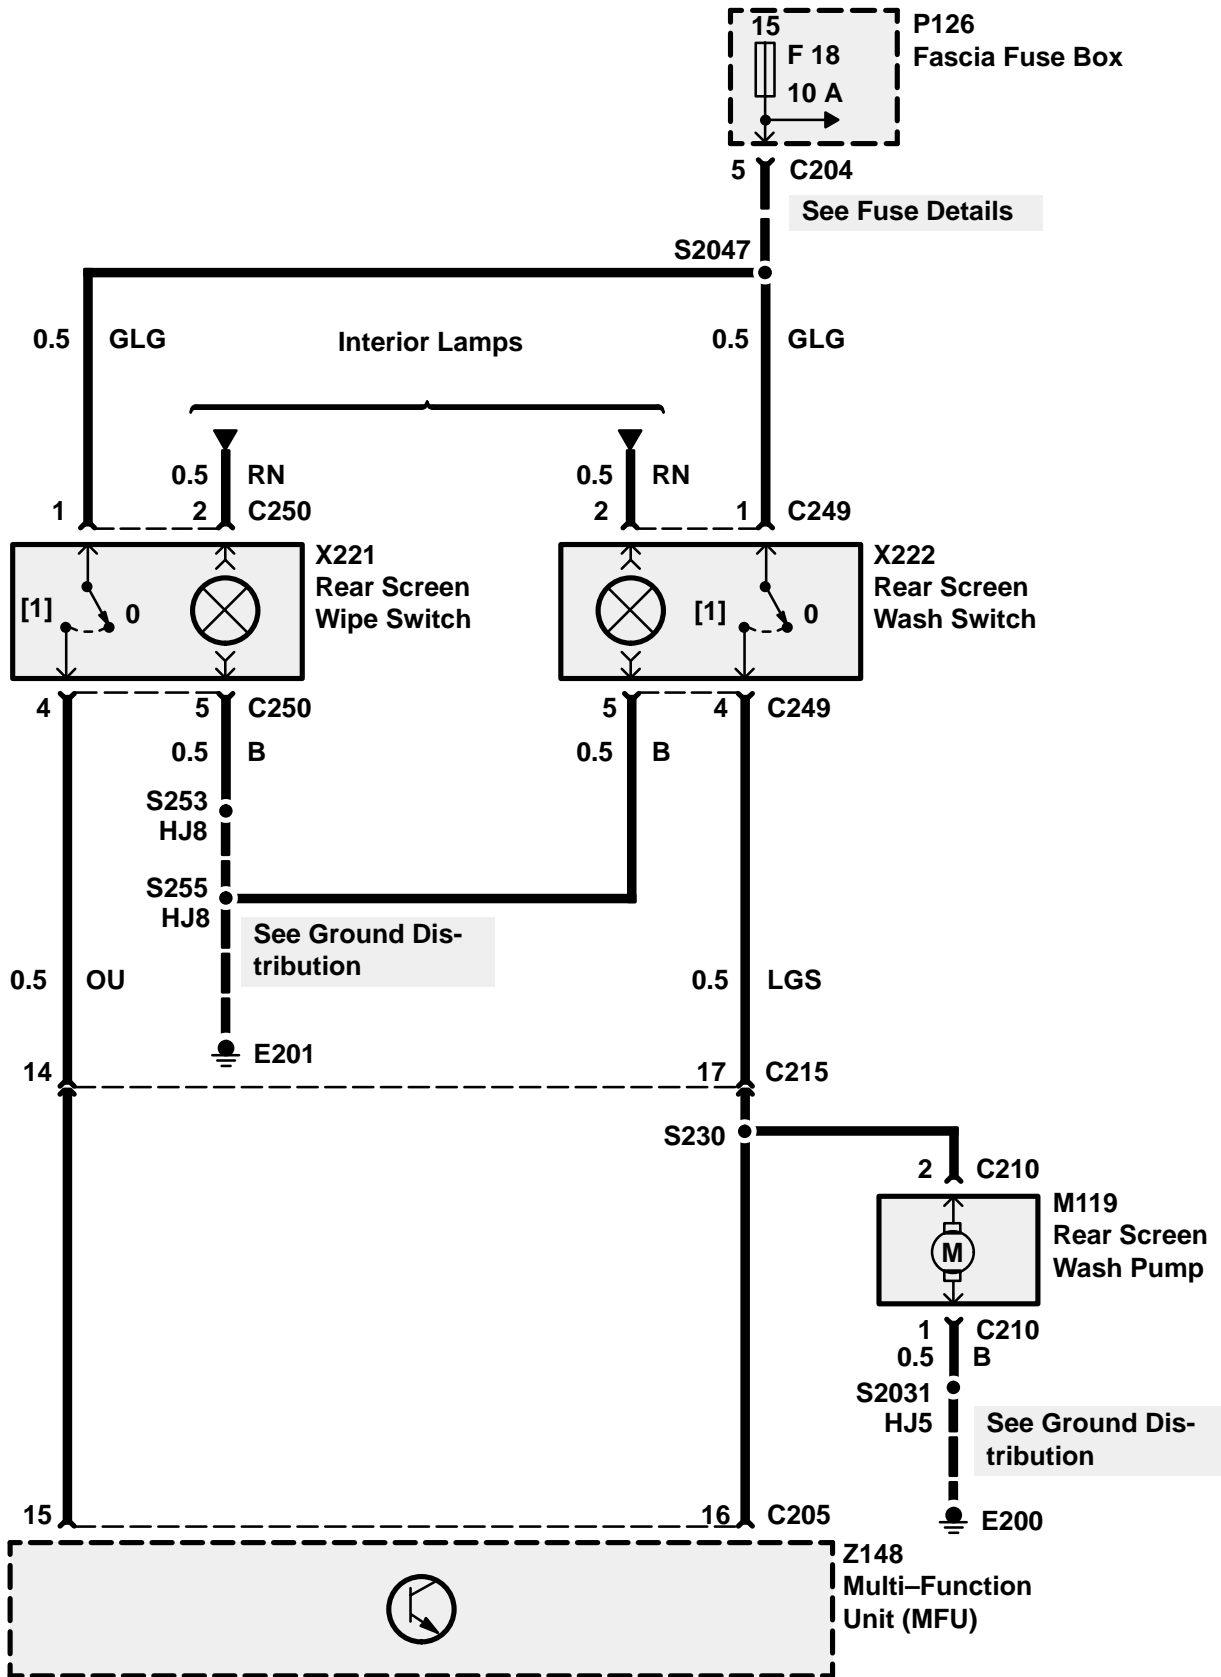 15
F 18
10 A
P126
Fascia Fuse Box
5
C204
See Fuse Details
S2047
0.5
GLG
Interior Lamps
0.5
GLG
0.5
RN
0.5
RN
1
2
C250
2
1
C249
[1]
0
X221
Rear Screen
Wipe Switch
[1]
0
X222
Rear Screen
Wash Switch
4
5
C250
5
4
C249
0.5
B
0.5
B
S253
HJ8
S255
HJ8
See Ground Dis-
tribution
0.5
OU
0.5
LGS
E201
14
17
C215
S230
2
C210
M
M119
Rear Screen
Wash Pump
1
C210
0.5
B
S2031
HJ5
See Ground Dis-
tribution
E200
15
16
C205
Z148
Multi–Function
Unit (MFU)